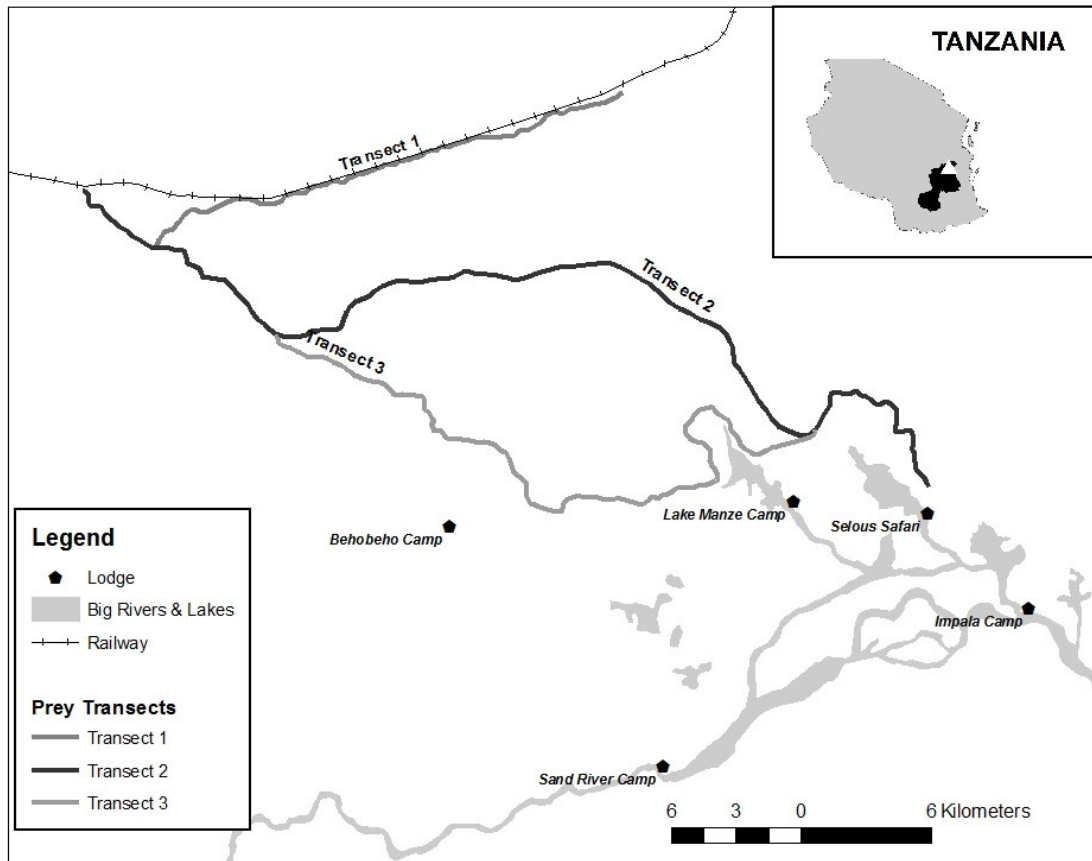 TANZANIA
Transect 1
Transect 2
Transect 3
Lake Manze Camp
Selous Safari
Behobeho Camp
Impala Camp
Sand River Camp
Legend
Lodge
Big Rivers & Lakes
Railway
Prey Transects
Transect 1
Transect 2
Transect 3
6 3 0 6 Kilometers